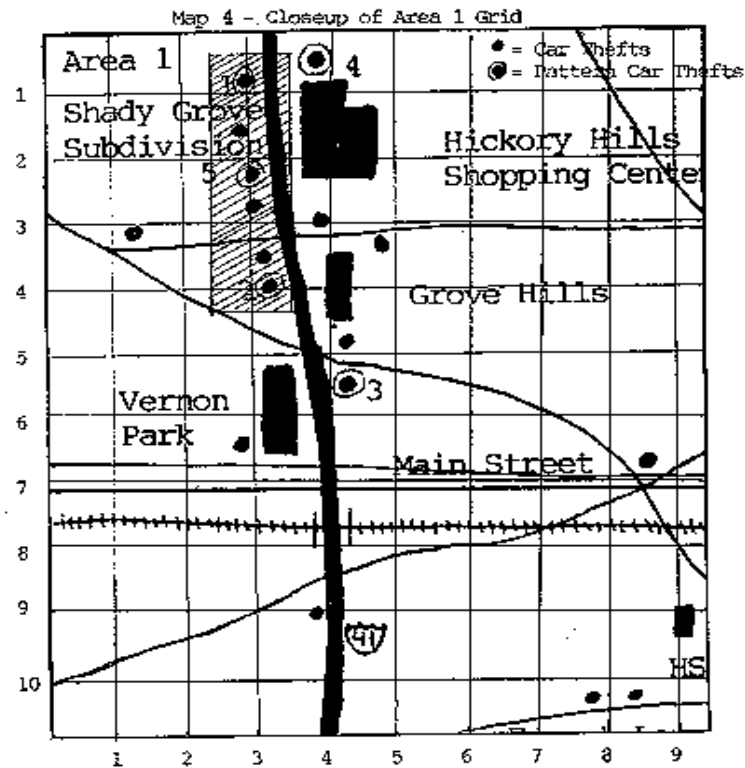 Map 4 - Closeup of Area 1 Grid
Area 1
4
= Car Thefts
= Pattern Car Thefts
1
Shady Grove
Subdivision
Hickory Hills
Shopping Cente
2
5
3
4
Grove Hills
5
3
Vernon
Park
6
Main Street
7
8
9
41
HS
10
1 2 3 4 5 6 7 8 9